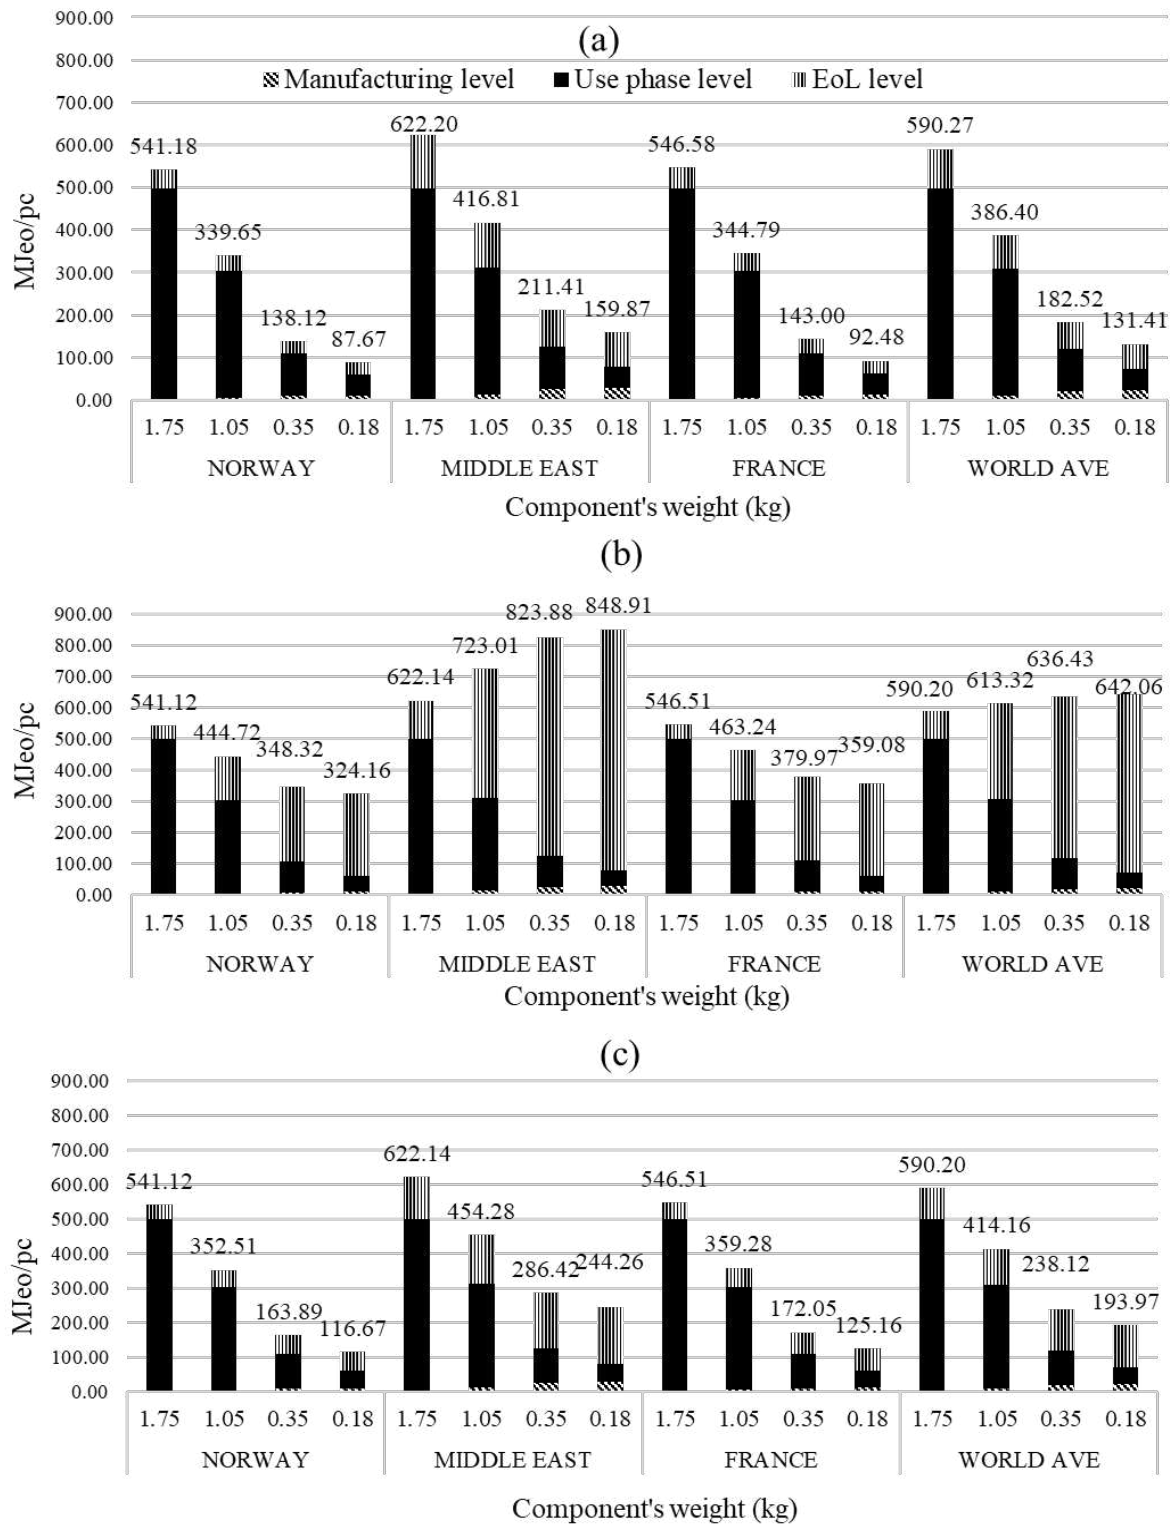 (a)
Manufacturing level Use phase level EoL level
MJeo/pc
900.00
800.00
700.00
600.00
500.00
400.00
300.00
200.00
100.00
0.00
541.18 339.65 138.12 87.67
622.20 416.81 211.41 159.87
546.58 344.79 143.00 92.48
590.27 386.40 182.52 131.41
1.75 1.05 0.35 0.18 1.75 1.05 0.35 0.18 1.75 1.05 0.35 0.18 1.75 1.05 0.35 0.18
NORWAY MIDDLE EAST FRANCE WORLD AVE
Component's weight (kg)
(b)
MJeo/pc
900.00
800.00
700.00
600.00
500.00
400.00
300.00
200.00
100.00
0.00
541.12 444.72 348.32 324.16
622.14 723.01 823.88 848.91
546.51 463.24 379.97 359.08
590.20 613.32 636.43 642.06
1.75 1.05 0.35 0.18 1.75 1.05 0.35 0.18 1.75 1.05 0.35 0.18 1.75 1.05 0.35 0.18
NORWAY MIDDLE EAST FRANCE WORLD AVE
Component's weight (kg)
(c)
MJeo/pc
900.00
800.00
700.00
600.00
500.00
400.00
300.00
200.00
100.00
0.00
541.12 352.51 163.89 116.67
622.14 454.28 286.42 244.26
546.51 359.28 172.05 125.16
590.20 414.16 238.12 193.97
1.75 1.05 0.35 0.18 1.75 1.05 0.35 0.18 1.75 1.05 0.35 0.18 1.75 1.05 0.35 0.18
NORWAY MIDDLE EAST FRANCE WORLD AVE
Component's weight (kg)